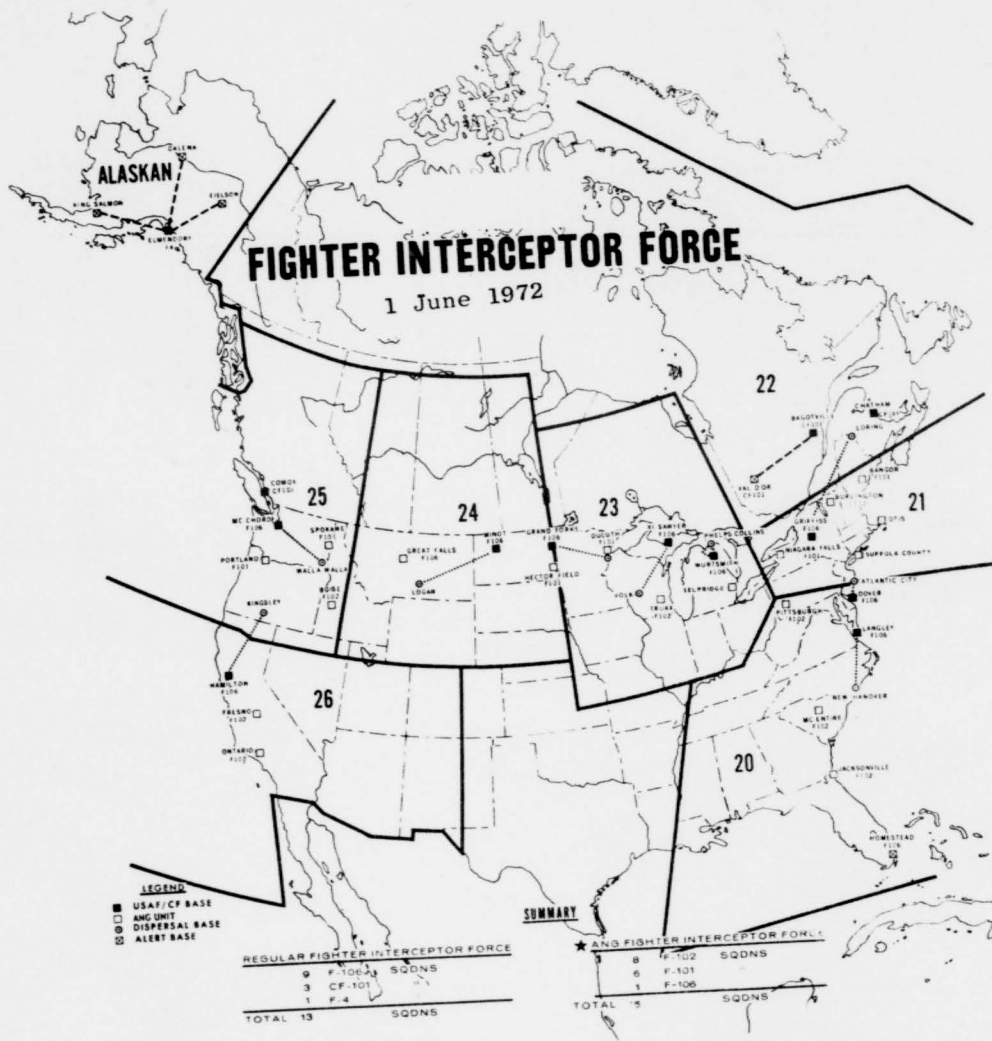 ALASKAN
GALENA
KING SALMON
EIELSON
ELMENDORF
FIGHTER INTERCEPTOR FORCE
1 June 1972
22
CHATHAM
CF101
BAGOTVILLE
LORING
BANGOR
VAL D'OR
CF101
BURLINGTON
21
OTIS
GRIFFISS
F106
NIAGARA FALLS
F101
SUFFOLK COUNTY
COMOX
CF101
25
MC CHORD
F106
SPOKANE
F101
PORTLAND
F101
WALLA WALLA
BOISE
F102
KINGSLEY
24
GREAT FALLS
F106
MINOT
F106
LOGAN
23
GRAND FORKS
F106
DULUTH
F101
KI SAWYER
F106
PHELPS COLLINS
WURTSMITH
F106
HECTOR FIELD
F101
VOLK
TRUAX
F102
SELFRIDGE
ATLANTIC CITY
DOVER
F106
PITTSBURGH
F102
LANGLEY
F106
NEW HANOVER
HAMILTON
F106
26
FRESNO
F102
ONTARIO
F102
MC ENTIRE
F102
20
JACKSONVILLE
HOMESTEAD
LEGEND
USAF/CF BASE
ANG UNIT
DISPERSAL BASE
ALERT BASE
SUMMARY
REGULAR FIGHTER INTERCEPTOR FORCE
9 F-106 SQDNS
3 CF-101
1 F-4
TOTAL 13 SQDNS
★ ANG FIGHTER INTERCEPTOR FORCE
8 F-102 SQDNS
6 F-101
1 F-106
TOTAL SQDNS